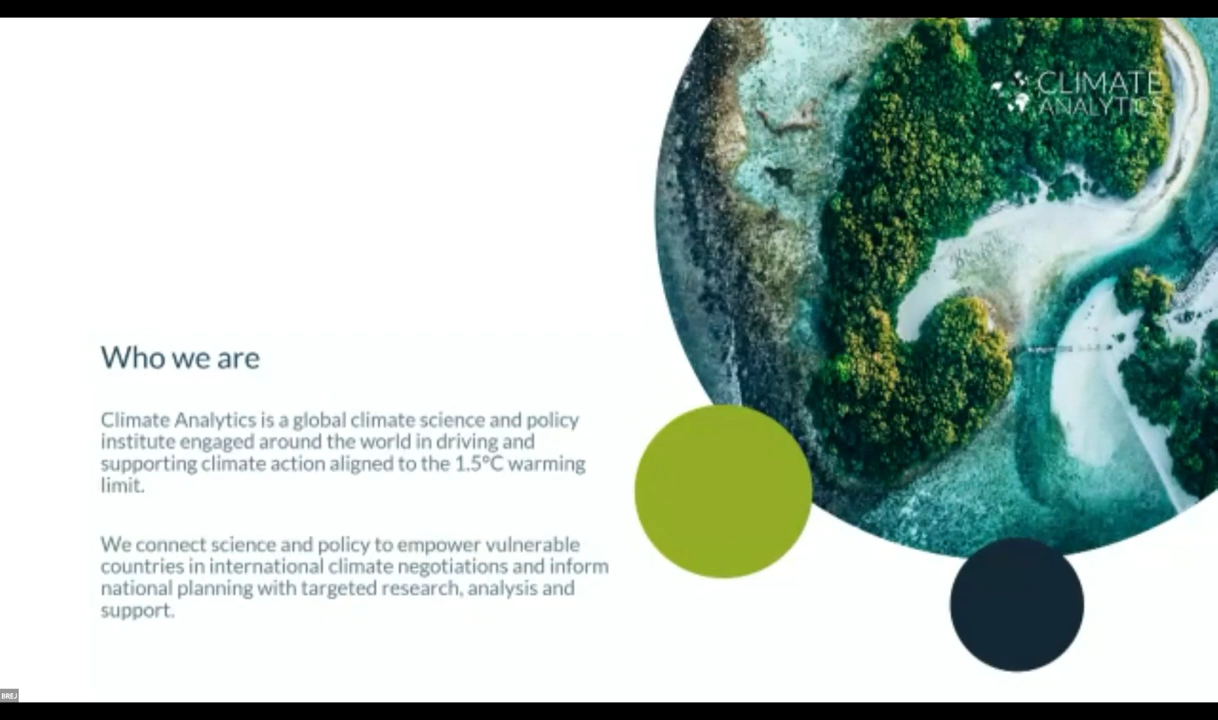 CLIMATE
ANALYTICS
Who we are
Climate Analytics is a global climate science and policy
institute engaged around the world in driving and
supporting climate action aligned to the 1.5°C warming
limit.
We connect science and policy to empower vulnerable
countries in international climate negotiations and inform
national planning with targeted research, analysis and
support.
BREJ